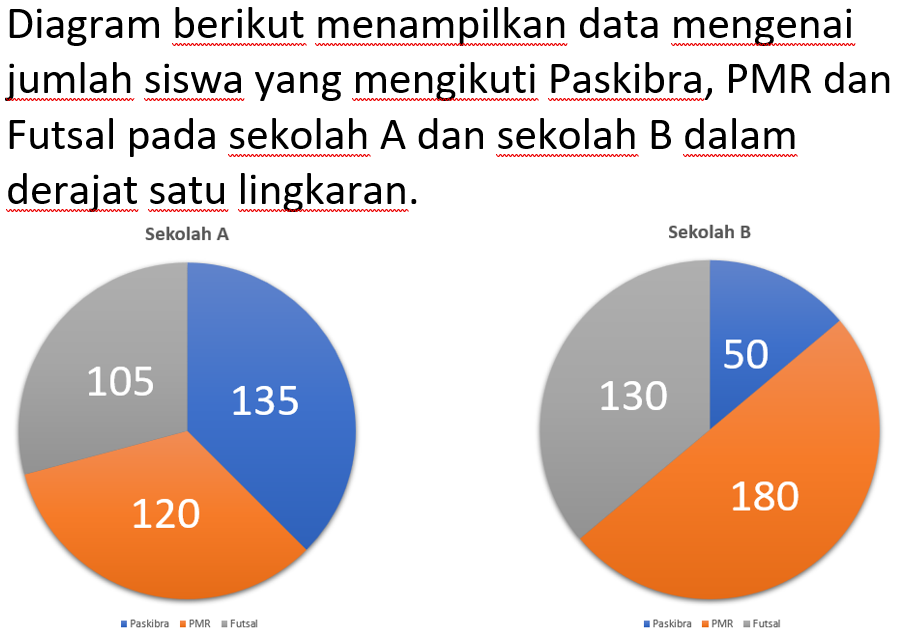 Diagram berikut menampilkan data mengenai
jumlah siswa yang mengikuti Paskibra, PMR dan
Futsal pada sekolah A dan sekolah B dalam
derajat satu lingkaran.
Sekolah A
105
135
120
Paskibra PMR Futsal
Sekolah B
50
130
180
Paskibra PMR Futsal